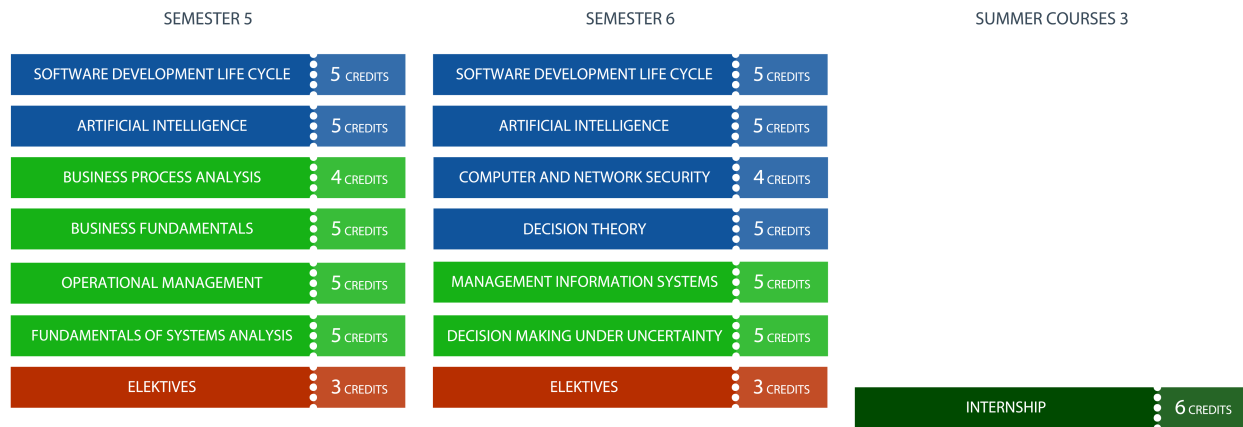 SEMESTER 5
SOFTWARE DEVELOPMENT LIFE CYCLE 5 CREDITS
ARTIFICIAL INTELLIGENCE 5 CREDITS
BUSINESS PROCESS ANALYSIS 4 CREDITS
BUSINESS FUNDAMENTALS 5 CREDITS
OPERATIONAL MANAGEMENT 5 CREDITS
FUNDAMENTALS OF SYSTEMS ANALYSIS 5 CREDITS
ELEKTIVES 3 CREDITS
SEMESTER 6
SOFTWARE DEVELOPMENT LIFE CYCLE 5 CREDITS
ARTIFICIAL INTELLIGENCE 5 CREDITS
COMPUTER AND NETWORK SECURITY 4 CREDITS
DECISION THEORY 5 CREDITS
MANAGEMENT INFORMATION SYSTEMS 5 CREDITS
DECISION MAKING UNDER UNCERTAINTY 5 CREDITS
ELEKTIVES 3 CREDITS
SUMMER COURSES 3
INTERNSHIP 6 CREDITS